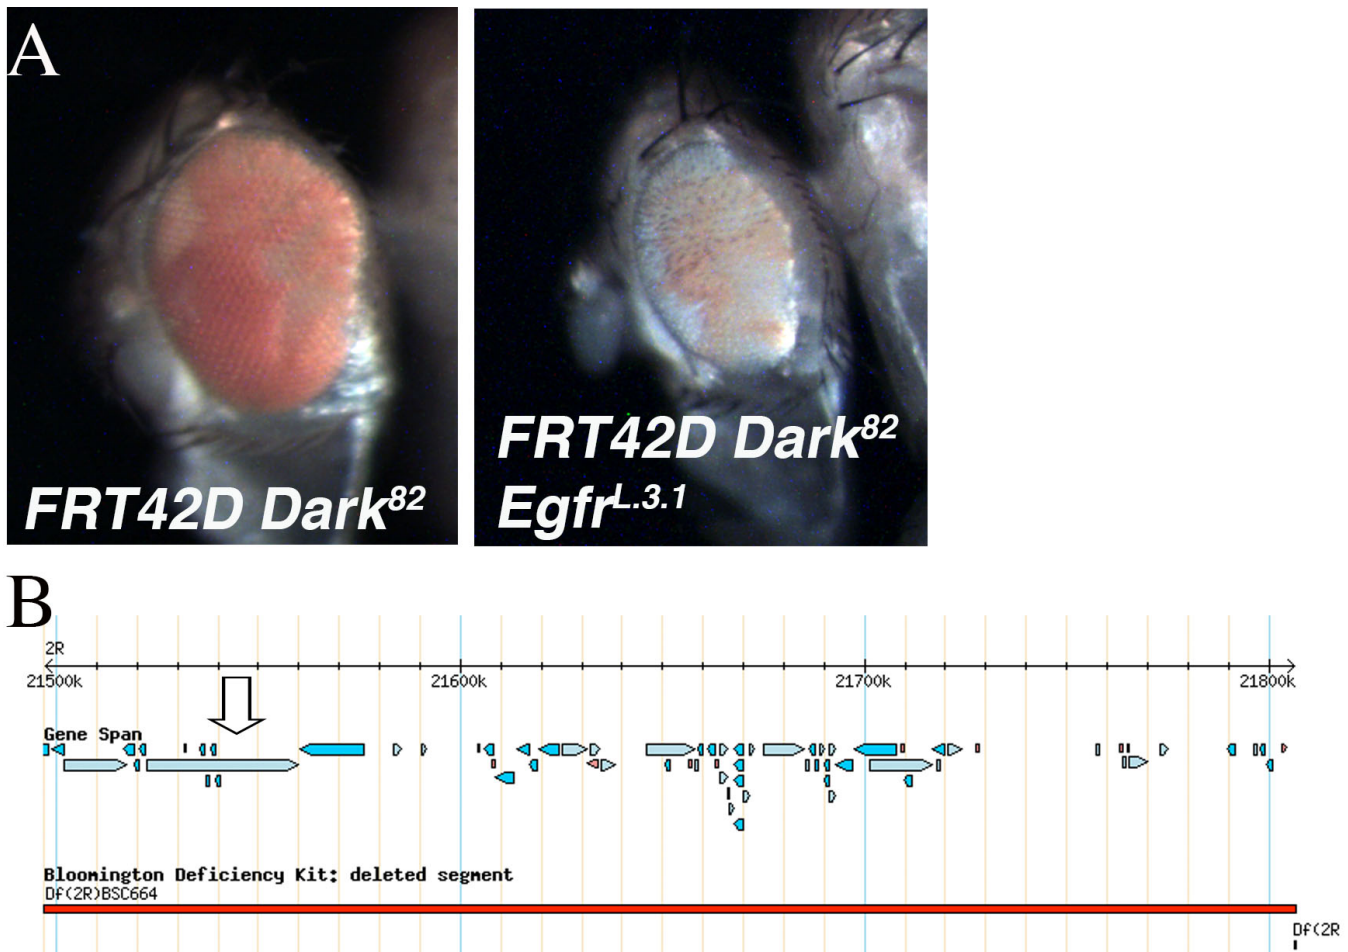 A
FRT42D Dark82
FRT42D Dark82
EgfrL.3.1
B
2R
21500k 21600k 21700k 21800k
Gene Span
Bloomington Deficiency Kit: deleted segment
Df(2R)BSC664
Df(2R